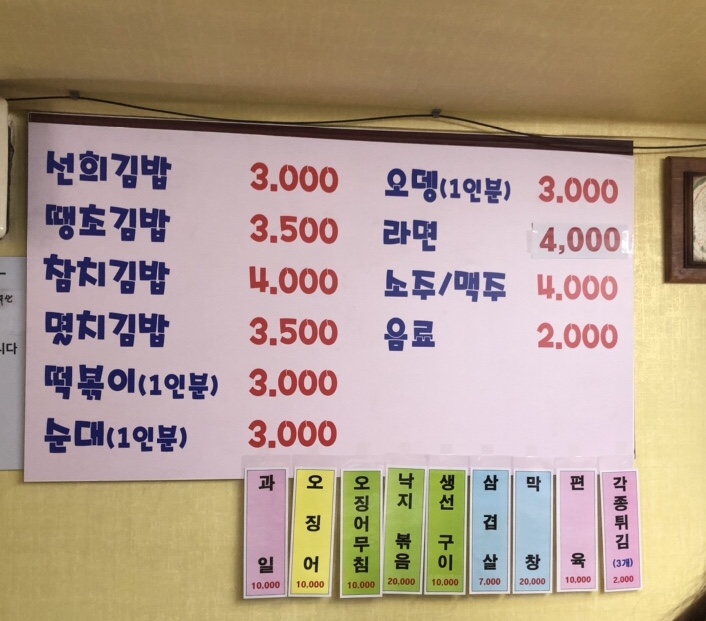 선희김밥 3.000
땡초김밥 3.500
참치김밥 4.000
몇치김밥 3.500
떡볶이(1인분) 3.000
순대(1인분) 3.000
오뎅(1인분) 3.000
라면 4,000
소주/맥주 4.000
음료 2.000
과일 10,000
오징어 10,000
오징어무침 10,000
낙지 볶음 20,000
생선 구이 10,000
삼겹살 7,000
막창 20,000
편육 10,000
각종튀김 (3개) 2,000
니다